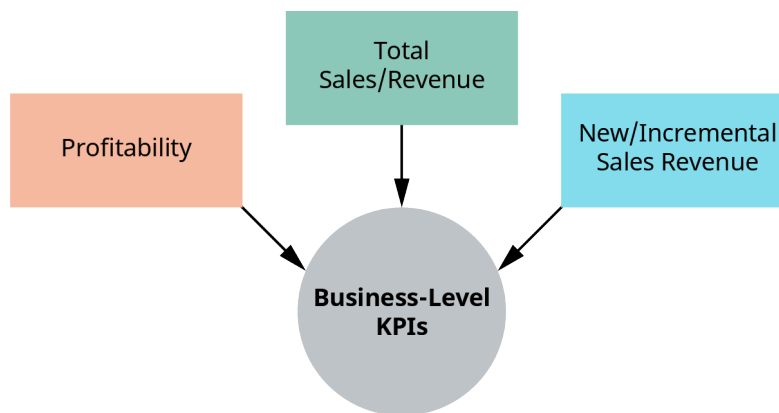 Total
Sales/Revenue
Profitability
New/Incremental
Sales Revenue
Business-Level
KPIs